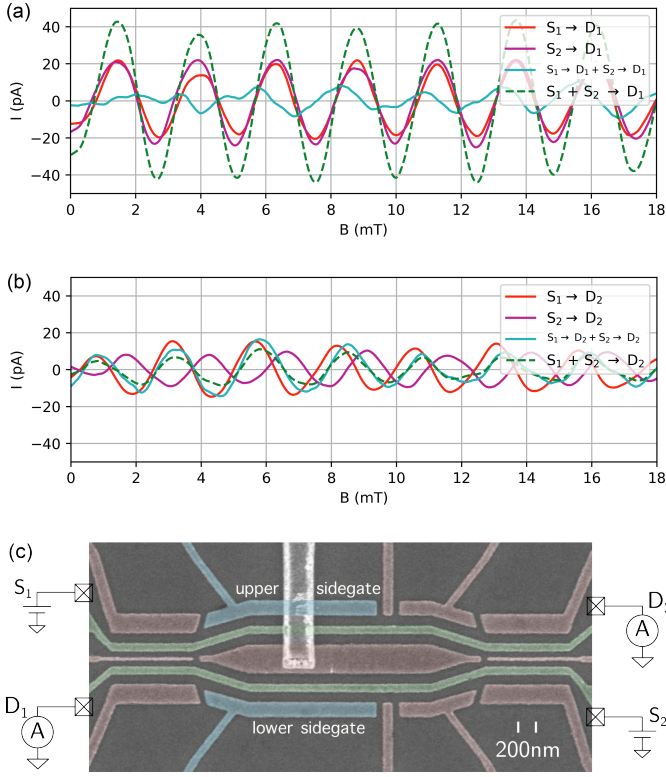 (a)
I (pA)
40
20
0
−20
−40
S₁ → D₁
S₂ → D₁
S₁ → D₁ + S₂ → D₁
S₁ + S₂ → D₁
0 2 4 6 8 10 12 14 16 18
B (mT)
(b)
I (pA)
40
20
0
−20
−40
S₁ → D₂
S₂ → D₂
S₁ → D₂ + S₂ → D₂
S₁ + S₂ → D₂
0 2 4 6 8 10 12 14 16 18
B (mT)
(c)
S₁
upper sidegate
A
D₁
A
lower sidegate
200nm
S₂